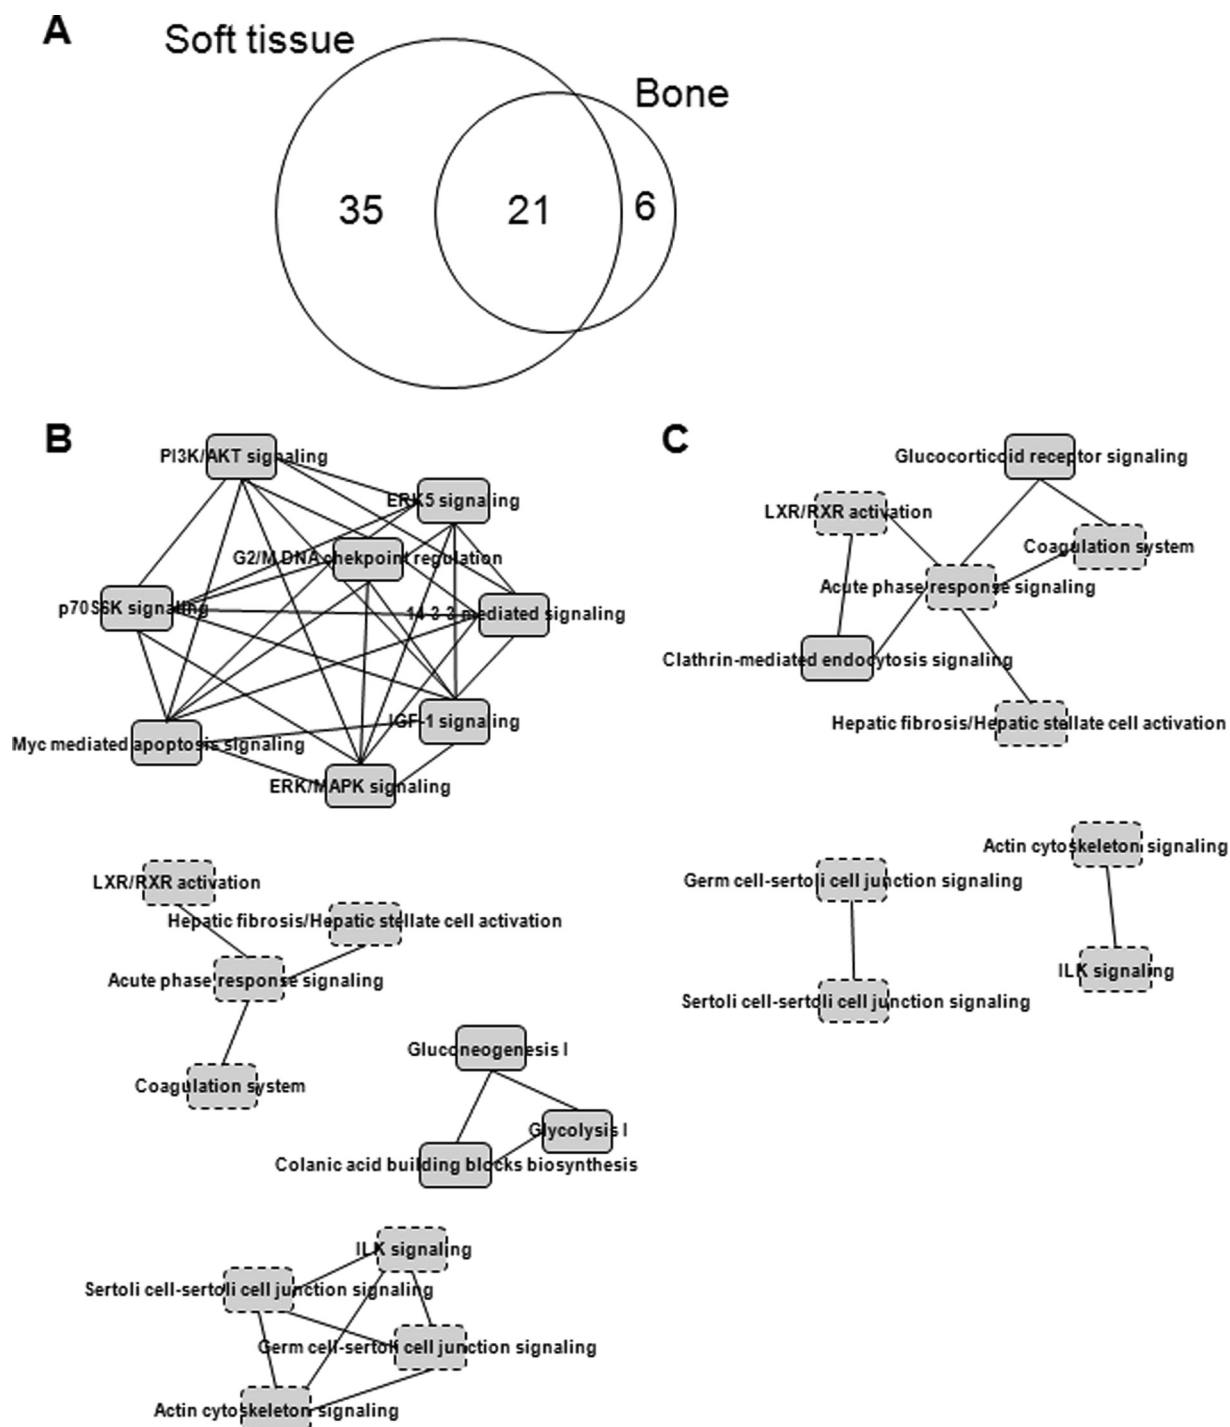 A
Soft tissue
Bone
35
21
6
B
PI3K/AKT signaling
ERK5 signaling
G2/M DNA chekpoint regulation
p70S6K signaling
14-3-3 mediated signaling
IGF-1 signaling
Myc mediated apoptosis signaling
ERK/MAPK signaling
LXR/RXR activation
Hepatic fibrosis/Hepatic stellate cell activation
Acute phase response signaling
Coagulation system
Gluconeogenesis I
Glycolysis I
Colanic acid building blocks biosynthesis
ILK signaling
Sertoli cell-sertoli cell junction signaling
Germ cell-sertoli cell junction signaling
Actin cytoskeleton signaling
C
Glucocorticoid receptor signaling
LXR/RXR activation
Coagulation system
Acute phase response signaling
Clathrin-mediated endocytosis signaling
Hepatic fibrosis/Hepatic stellate cell activation
Actin cytoskeleton signaling
Germ cell-sertoli cell junction signaling
ILK signaling
Sertoli cell-sertoli cell junction signaling